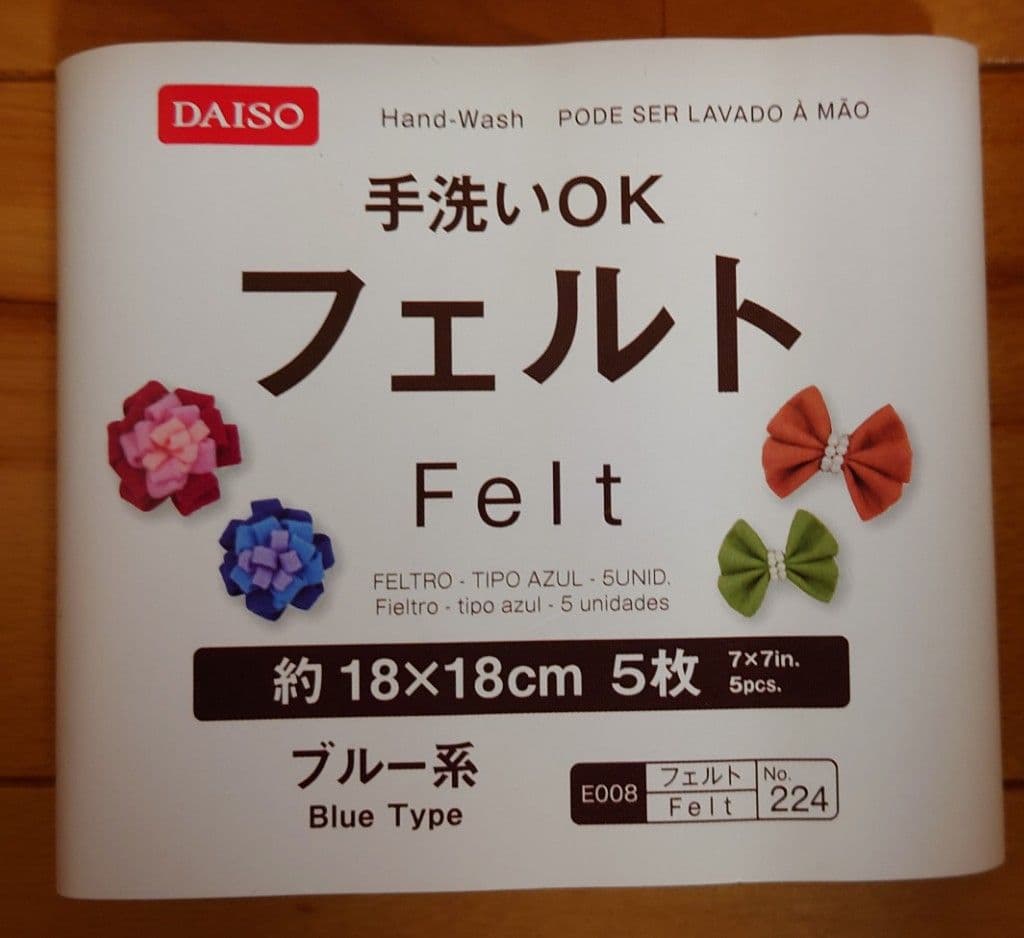 DAISO
Hand-Wash PODE SER LAVADO À MÃO
手洗いOK
フェルト
Felt
FELTRO - TIPO AZUL - 5UNID.
Fieltro - tipo azul - 5 unidades
約18×18cm 5枚 7×7in.
5pcs.
ブルー系
Blue Type
E008 フェルト No.
Felt 224